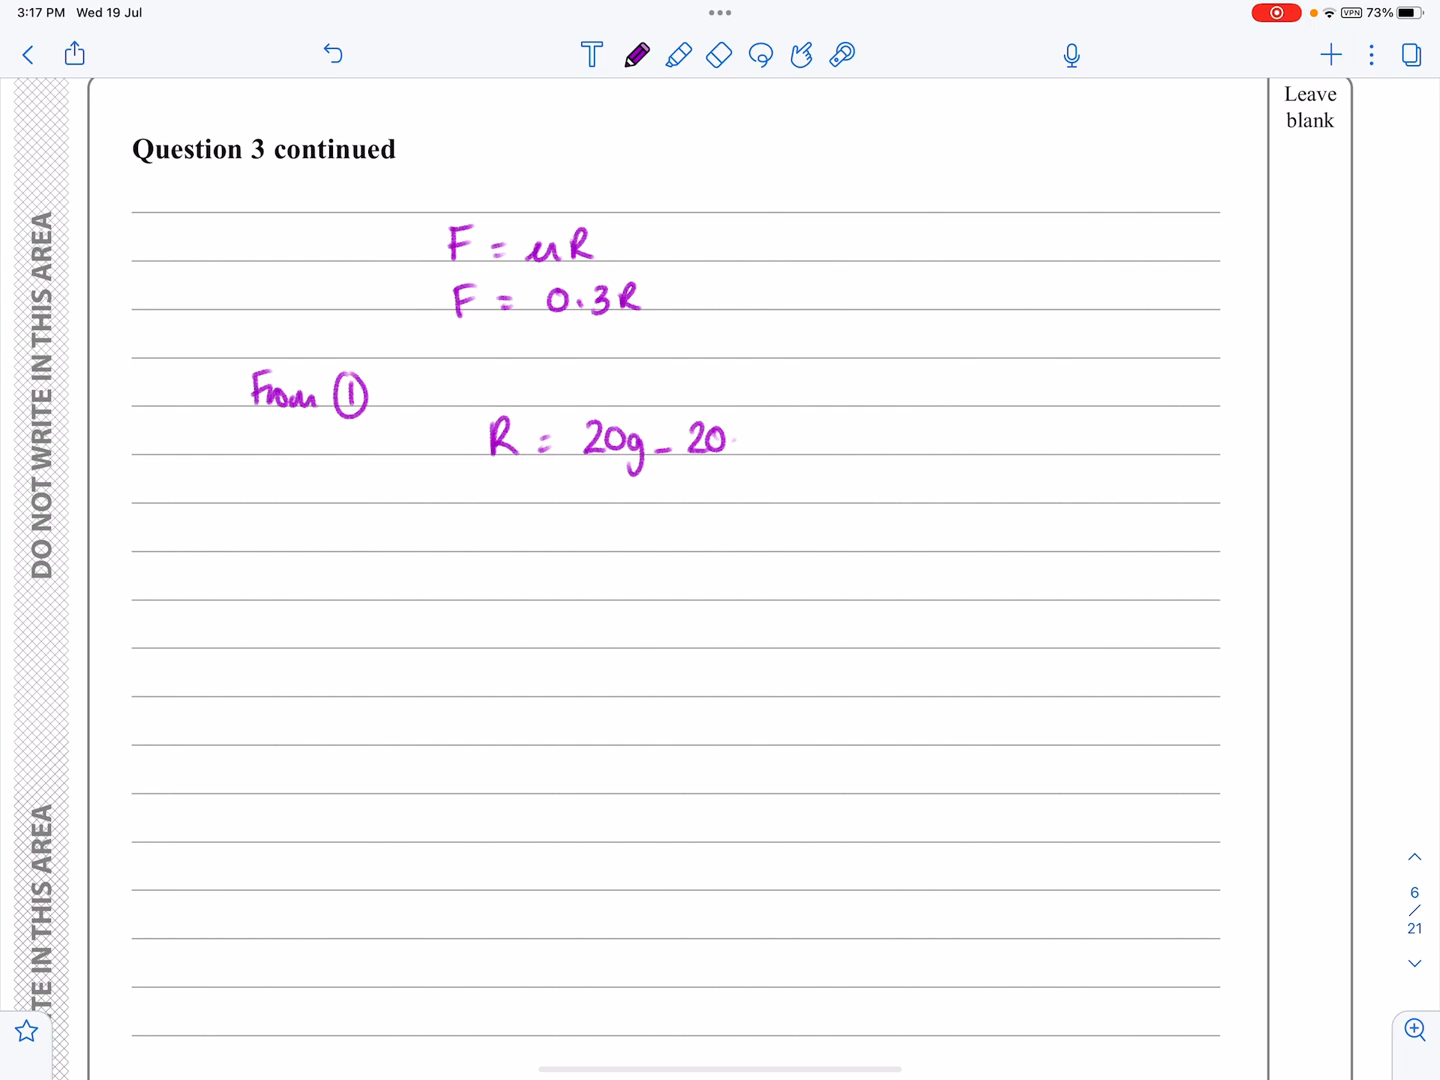 3:17 PM Wed 19 Jul
VPN 73%
Leave
blank
Question 3 continued
F = μR
F = 0.3R
From ①
R = 20g - 20
DO NOT WRITE IN THIS AREA
TE IN THIS AREA
6
/
21